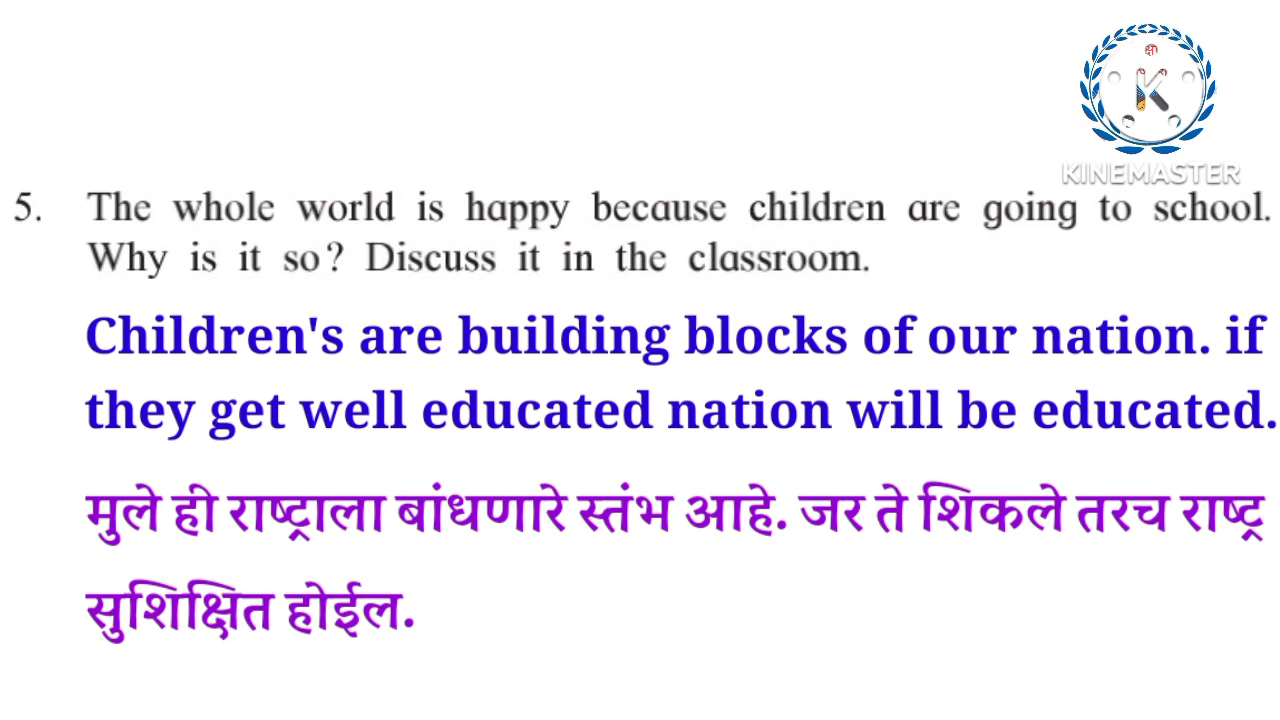 क्षी
K
KINEMASTER
5. The whole world is happy because children are going to school.
Why is it so? Discuss it in the classroom.
Children's are building blocks of our nation. if
they get well educated nation will be educated.
मुले ही राष्ट्राला बांधणारे स्तंभ आहे. जर ते शिकले तरच राष्ट्र
सुशिक्षित होईल.